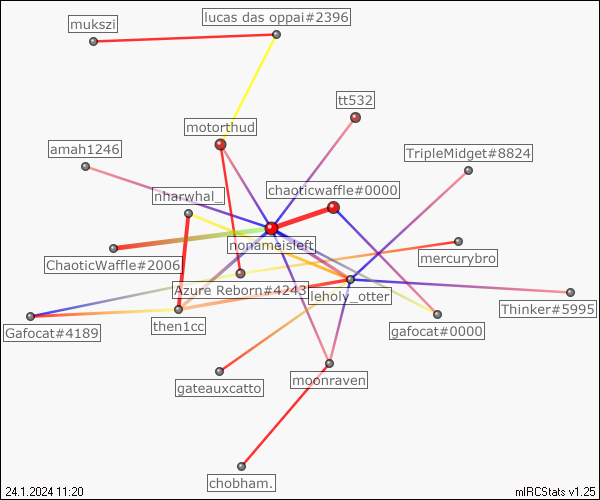 lucas das oppai#2396
mukszi
tt532
motorthud
amah1246
TripleMidget#8824
chaoticwaffle#0000
nharwhal_
nonameisleft
mercurybro
ChaoticWaffle#2006
Azure Reborn#4243
leholy_otter
Thinker#5995
Gafocat#4189
then1cc
gafocat#0000
gateauxcatto
moonraven
chobham.
24.1.2024 11:20
mIRCStats v1.25